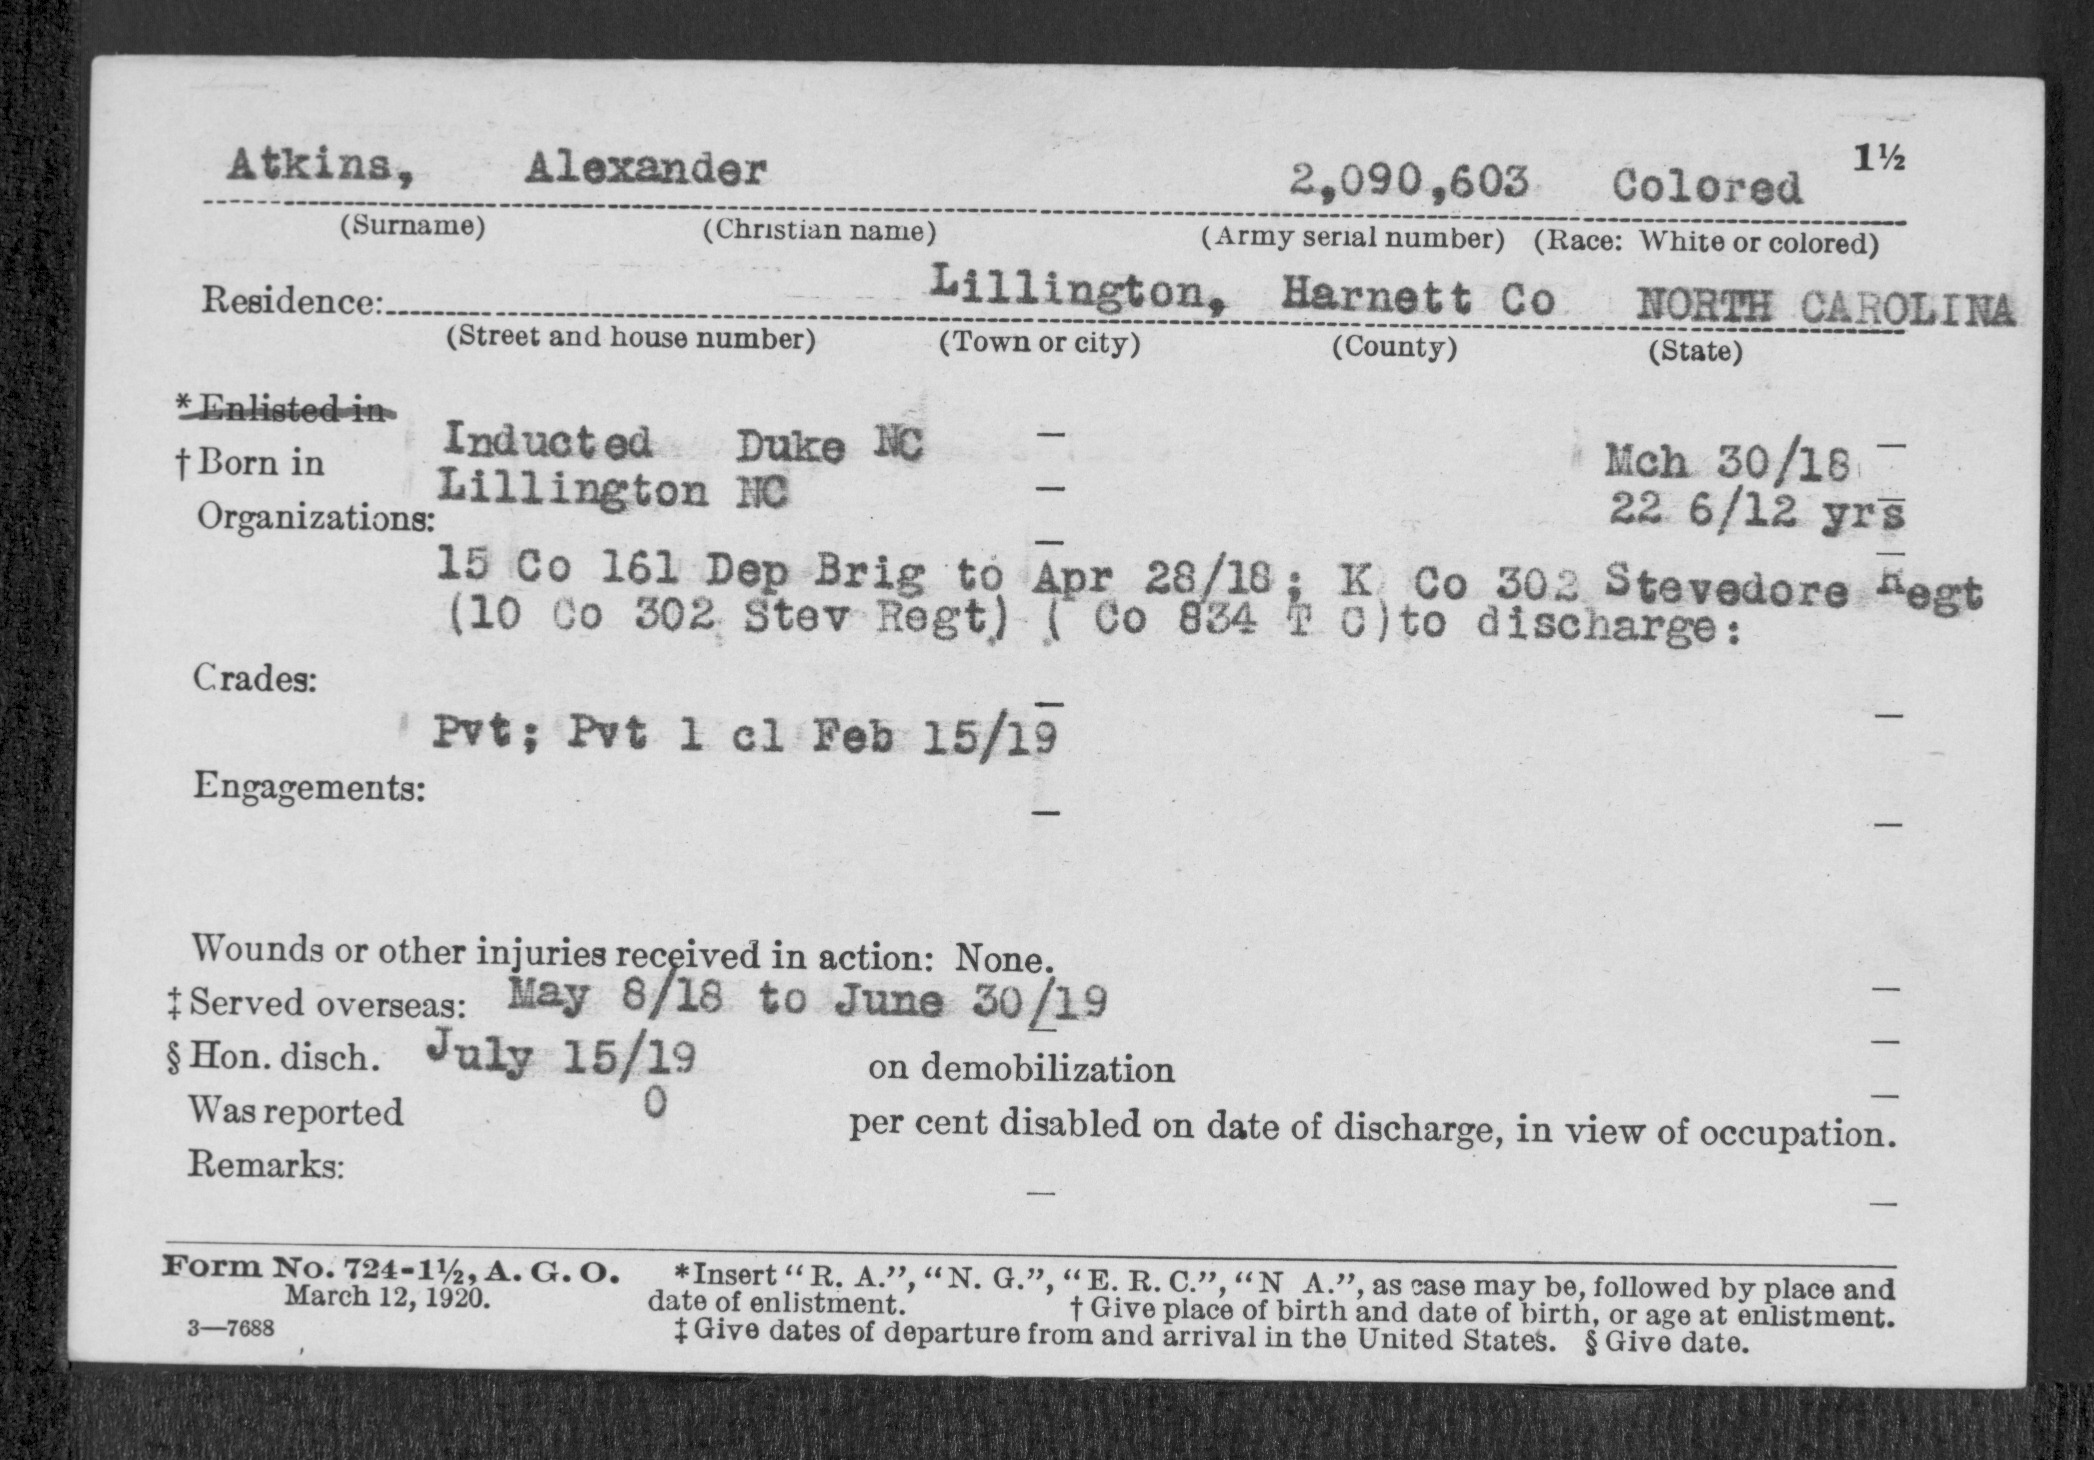 Atkins, Alexander 2,090,603 Colored 1½
(Surname) (Christian name) (Army serial number) (Race: White or colored)
Residence: Lillington, Harnett Co NORTH CAROLINA
(Street and house number) (Town or city) (County) (State)
*Enlisted in
Inducted Duke NC — Mch 30/18 —
†Born in
Lillington NC — 22 6/12 yrs —
Organizations:
15 Co 161 Dep Brig to Apr 28/18; K Co 302 Stevedore Regt
(10 Co 302 Stev Regt) ( Co 834 T C)to discharge:
Grades:
Pvt; Pvt 1 cl Feb 15/19
Engagements:
Wounds or other injuries received in action: None.
‡Served overseas: May 8/18 to June 30/19
§Hon. disch. July 15/19 on demobilization
Was reported 0 per cent disabled on date of discharge, in view of occupation.
Remarks:
Form No. 724-1½, A. G. O. *Insert "R. A.", "N. G.", "E. R. C.", "N A.", as case may be, followed by place and
March 12, 1920. date of enlistment. †Give place of birth and date of birth, or age at enlistment.
3—7688 ‡Give dates of departure from and arrival in the United States. §Give date.